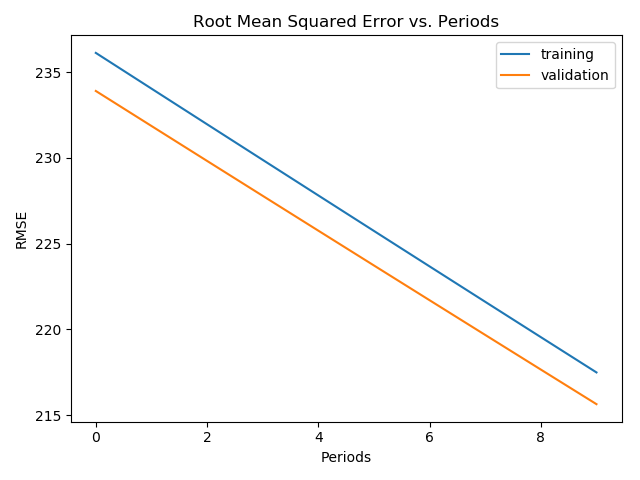 Root Mean Squared Error vs. Periods
training
validation
235
230
225
220
215
RMSE
0 2 4 6 8
Periods